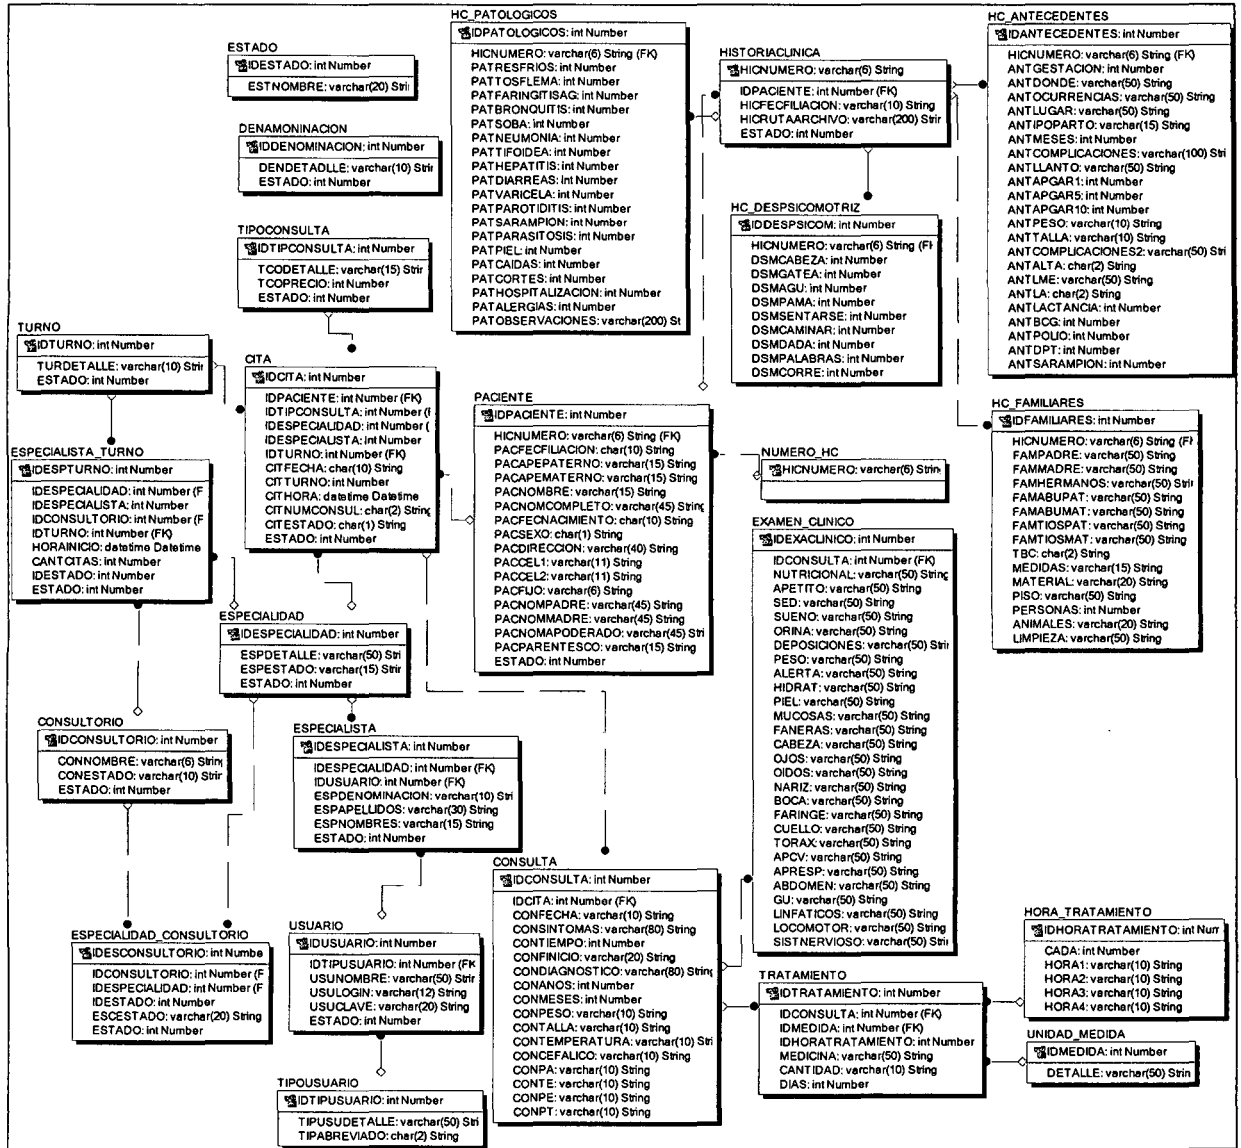 HC_PATOLOGICOS
IDPATOLOGICOS: int Number
HICNUMERO: varchar(6) String (FK)
PATRESFRIOS: int Number
PATTOSFLEMA: int Number
PATFARINGITISAG: int Number
PATBRONQUITIS: int Number
PATSOBA: int Number
PATNEUMONIA: int Number
PATTIFOIDEA: int Number
PATHEPATITIS: int Number
PATDIARREAS: int Number
PATVARICELA: int Number
PATPAROTIDITIS: int Number
PATSARAMPION: int Number
PATPARASITOSIS: int Number
PATPIEL: int Number
PATCAIDAS: int Number
PATCORTES: int Number
PATHOSPITALIZACION: int Number
PATALERGIAS: int Number
PATOBSERVACIONES: varchar(200) St
HC_ANTECEDENTES
IDANTECEDENTES: int Number
HICNUMERO: varchar(6) String (FK)
ANTGESTACION: int Number
ANTDONDE: varchar(50) String
ANTOCURRENCIAS: varchar(50) String
ANTLUGAR: varchar(50) String
ANTIPOPARTO: varchar(15) String
ANTMESES: int Number
ANTCOMPLICACIONES: varchar(100) Stri
ANTLLANTO: varchar(50) String
ANTAPGAR1: int Number
ANTAPGAR5: int Number
ANTAPGAR10: int Number
ANTPESO: varchar(10) String
ANTTALLA: varchar(10) String
ANTCOMPLICACIONES2: varchar(50) Stri
ANTALTA: char(2) String
ANTLME: varchar(50) String
ANTLA: char(2) String
ANTLACTANCIA: int Number
ANTBCG: int Number
ANTPOLIO: int Number
ANTDPT: int Number
ANTSARAMPION: int Number
ESTADO
IDESTADO: int Number
ESTNOMBRE: varchar(20) Stri
HISTORIACLINICA
HICNUMERO: varchar(6) String
IDPACIENTE: int Number (FK)
HICFECFILIACION: varchar(10) String
HICRUTAARCHIVO: varchar(200) Strin
ESTADO: int Number
DENAMONINACION
IDDENOMINACION: int Number
DENDETADLLE: varchar(10) Strin
ESTADO: int Number
TIPOCONSULTA
IDTIPCONSULTA: int Number
TCODETALLE: varchar(15) Strin
TCOPRECIO: int Number
ESTADO: int Number
HC_DESPSICOMOTRIZ
IDDESPSICOM: int Number
HICNUMERO: varchar(6) String (FK
DSMCABEZA: int Number
DSMGATEA: int Number
DSMAGU: int Number
DSMPAMA: int Number
DSMSENTARSE: int Number
DSMCAMINAR: int Number
DSMDADA: int Number
DSMPALABRAS: int Number
DSMCORRE: int Number
TURNO
IDTURNO: int Number
TURDETALLE: varchar(10) Strin
ESTADO: int Number
CITA
IDCITA: int Number
IDPACIENTE: int Number (FK)
IDTIPCONSULTA: int Number (
IDESPECIALIDAD: int Number (
IDESPECIALISTA: int Number
IDTURNO: int Number (FK)
CITFECHA: char(10) String
CITTURNO: int Number
CITHORA: datetime Datetime
CITNUMCONSUL: char(2) String
CITESTADO: char(1) String
ESTADO: int Number
PACIENTE
IDPACIENTE: int Number
HICNUMERO: varchar(6) String (FK)
PACFECFILIACION: char(10) String
PACAPEPATERNO: varchar(15) String
PACAPEMATERNO: varchar(15) String
PACNOMBRE: varchar(15) String
PACNOMCOMPLETO: varchar(45) String
PACFECNACIMIENTO: char(10) String
PACSEXO: char(1) String
PACDIRECCION: varchar(40) String
PACCEL1: varchar(11) String
PACCEL2: varchar(11) String
PACFIJO: varchar(6) String
PACNOMPADRE: varchar(45) String
PACNOMMADRE: varchar(45) String
PACNOMAPODERADO: varchar(45) Stri
PACPARENTESCO: varchar(15) String
ESTADO: int Number
HC_FAMILIARES
IDFAMILIARES: int Number
HICNUMERO: varchar(6) String (F
FAMPADRE: varchar(50) String
FAMMADRE: varchar(50) String
FAMHERMANOS: varchar(50) Strin
FAMABUPAT: varchar(50) String
FAMABUMAT: varchar(50) String
FAMTIOSPAT: varchar(50) String
FAMTIOSMAT: varchar(50) String
TBC: char(2) String
MEDIDAS: varchar(15) String
MATERIAL: varchar(20) String
PISO: varchar(50) String
PERSONAS: int Number
ANIMALES: varchar(20) String
LIMPIEZA: varchar(50) String
ESPECIALISTA_TURNO
IDESPTURNO: int Number
IDESPECIALIDAD: int Number (F
IDESPECIALISTA: int Number
IDCONSULTORIO: int Number (F
IDTURNO: int Number (FK)
HORAINICIO: datetime Datetime
CANTCITAS: int Number
IDESTADO: int Number
ESTADO: int Number
NUMERO_HC
HICNUMERO: varchar(6) String
EXAMEN_CLINICO
IDEXACLINICO: int Number
IDCONSULTA: int Number (FK)
NUTRICIONAL: varchar(50) String
APETITO: varchar(50) String
SED: varchar(50) String
SUENO: varchar(50) String
ORINA: varchar(50) String
DEPOSICIONES: varchar(50) Strin
PESO: varchar(50) String
ALERTA: varchar(50) String
HIDRAT: varchar(50) String
PIEL: varchar(50) String
MUCOSAS: varchar(50) String
FANERAS: varchar(50) String
CABEZA: varchar(50) String
OJOS: varchar(50) String
OIDOS: varchar(50) String
NARIZ: varchar(50) String
BOCA: varchar(50) String
FARINGE: varchar(50) String
CUELLO: varchar(50) String
TORAX: varchar(50) String
APCV: varchar(50) String
APRESP: varchar(50) String
ABDOMEN: varchar(50) String
GU: varchar(50) String
LINFATICOS: varchar(50) String
LOCOMOTOR: varchar(50) String
SISTNERVIOSO: varchar(50) Stri
ESPECIALIDAD
IDESPECIALIDAD: int Number
ESPDETALLE: varchar(50) Stri
ESPESTADO: varchar(15) Strin
ESTADO: int Number
CONSULTORIO
IDCONSULTORIO: int Number
CONNOMBRE: varchar(6) String
CONESTADO: varchar(10) Strin
ESTADO: int Number
ESPECIALISTA
IDESPECIALISTA: int Number
IDESPECIALIDAD: int Number (FK)
IDUSUARIO: int Number (FK)
ESPDENOMINACION: varchar(10) Stri
ESPAPELLIDOS: varchar(30) String
ESPNOMBRES: varchar(15) String
ESTADO: int Number
CONSULTA
IDCONSULTA: int Number
IDCITA: int Number (FK)
CONFECHA: varchar(10) String
CONSINTOMAS: varchar(80) String
CONTIEMPO: int Number
CONFINICIO: varchar(20) String
CONDIAGNOSTICO: varchar(80) String
CONANOS: int Number
CONMESES: int Number
CONPESO: varchar(10) String
CONTALLA: varchar(10) String
CONTEMPERATURA: varchar(10) Stri
CONCEFALICO: varchar(10) String
CONPA: varchar(10) String
CONTE: varchar(10) String
CONPE: varchar(10) String
CONPT: varchar(10) String
ESPECIALIDAD_CONSULTORIO
IDESCONSULTORIO: int Numbe
IDCONSULTORIO: int Number (F
IDESPECIALIDAD: int Number (F
IDESTADO: int Number
ESCESTADO: varchar(20) String
ESTADO: int Number
USUARIO
IDUSUARIO: int Number
IDTIPUSUARIO: int Number (FK
USUNOMBRE: varchar(50) Strin
USULOGIN: varchar(12) String
USUCLAVE: varchar(20) String
ESTADO: int Number
HORA_TRATAMIENTO
IDHORATRATAMIENTO: int Num
CADA: int Number
HORA1: varchar(10) String
HORA2: varchar(10) String
HORA3: varchar(10) String
HORA4: varchar(10) String
TRATAMIENTO
IDTRATAMIENTO: int Number
IDCONSULTA: int Number (FK)
IDMEDIDA: int Number (FK)
IDHORATRATAMIENTO: int Number
MEDICINA: varchar(50) String
CANTIDAD: varchar(10) String
DIAS: int Number
UNIDAD_MEDIDA
IDMEDIDA: int Number
DETALLE: varchar(50) Strin
TIPOUSUARIO
IDTIPUSUARIO: int Number
TIPUSUDETALLE: varchar(50) Stri
TIPABREVIADO: char(2) String